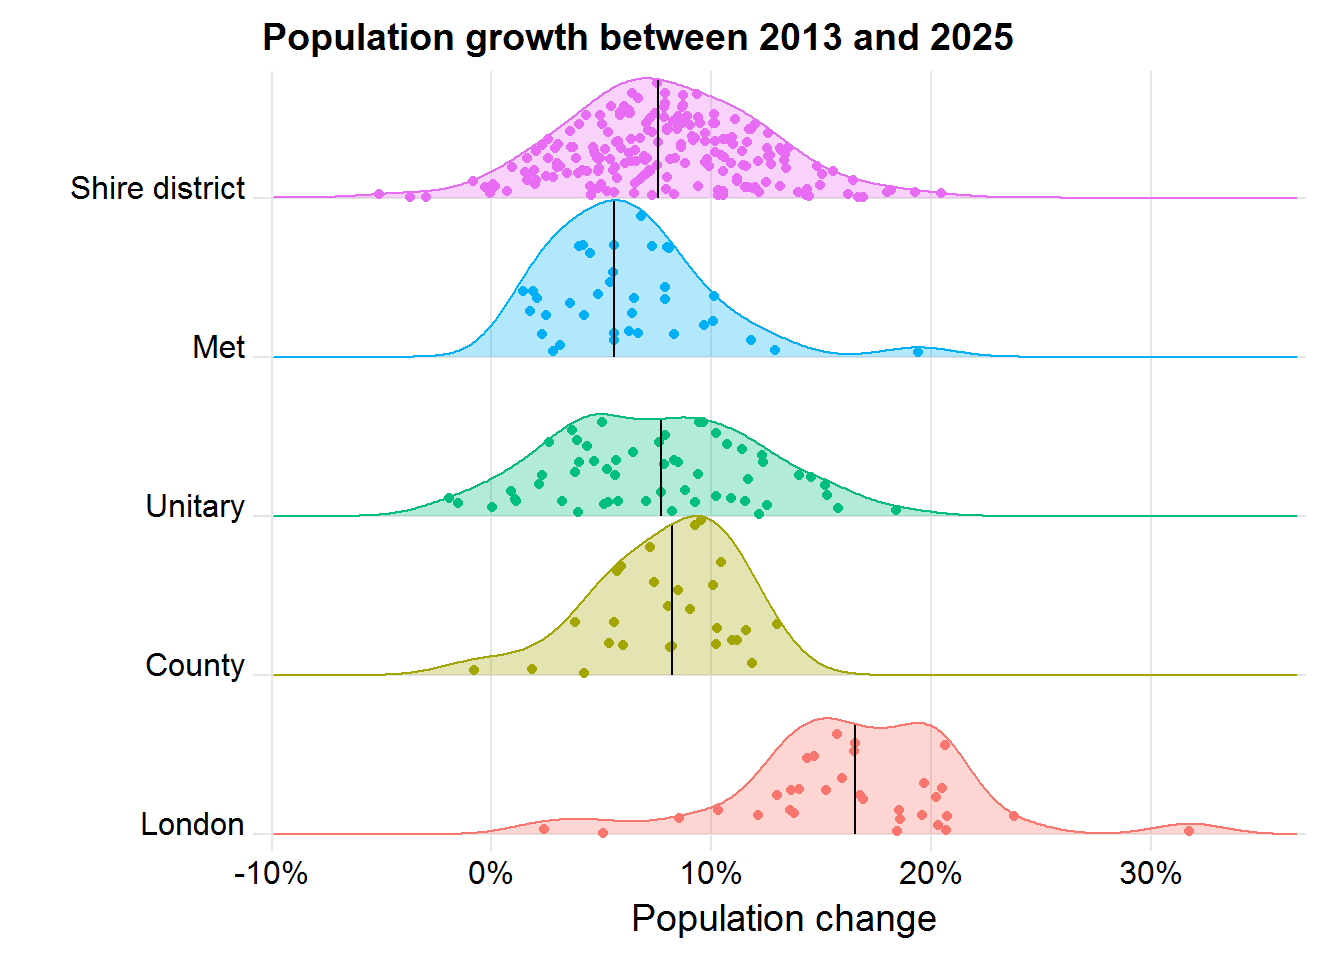 Population growth between 2013 and 2025
Shire district
Met
Unitary
County
London
-10% 0% 10% 20% 30%
Population change